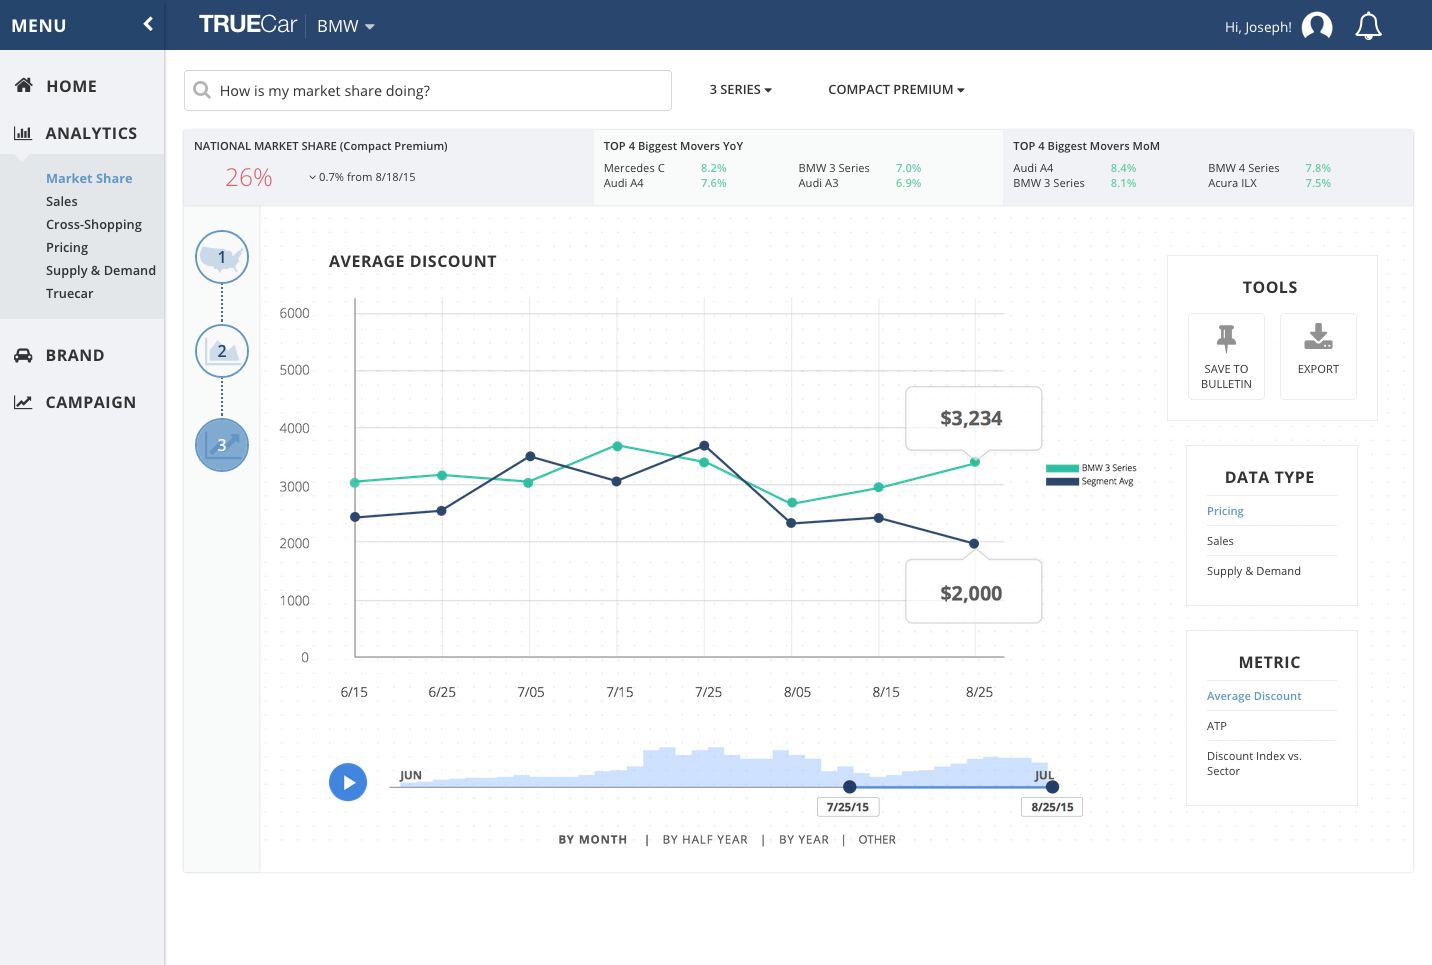 MENU
TRUECar
BMW
Hi, Joseph!
HOME
ANALYTICS
Market Share
Sales
Cross-Shopping
Pricing
Supply & Demand
Truecar
BRAND
CAMPAIGN
How is my market share doing?
3 SERIES
COMPACT PREMIUM
NATIONAL MARKET SHARE (Compact Premium)
26%
0.7% from 8/18/15
TOP 4 Biggest Movers YoY
Mercedes C 8.2% BMW 3 Series 7.0%
Audi A4 7.6% Audi A3 6.9%
TOP 4 Biggest Movers MoM
Audi A4 8.4% BMW 4 Series 7.8%
BMW 3 Series 8.1% Acura ILX 7.5%
1
2
3
AVERAGE DISCOUNT
6000
5000
4000
3000
2000
1000
0
$3,234
$2,000
BMW 3 Series
Segment Avg
6/15 6/25 7/05 7/15 7/25 8/05 8/15 8/25
JUN
JUL
7/25/15
8/25/15
BY MONTH | BY HALF YEAR | BY YEAR | OTHER
TOOLS
SAVE TO
BULLETIN
EXPORT
DATA TYPE
Pricing
Sales
Supply & Demand
METRIC
Average Discount
ATP
Discount Index vs.
Sector